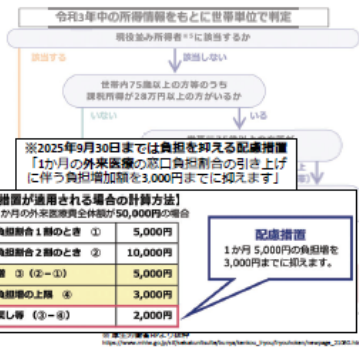 令和3年中の所得情報をもとに世帯単位で判定
現役並み所得者※5に該当するか
該当する
該当しない
世帯内75歳以上の方等のうち
課税所得が28万円以上の方がいるか
いない
いる
※2025年9月30日までは負担を抑える配慮措置
「1か月の外来医療の窓口負担割合の引き上げ
に伴う負担増加額を3,000円までに抑えます」
措置が適用される場合の計算方法】
か月の外来医療費全体額が50,000円の場合
負担割合1割のとき ① 5,000円
負担割合2割のとき ② 10,000円
増 ③(②−①) 5,000円
負担増の上限 ④ 3,000円
戻し等 (③−④) 2,000円
配慮措置
1か月 5,000円の負担増を
3,000円までに抑えます。